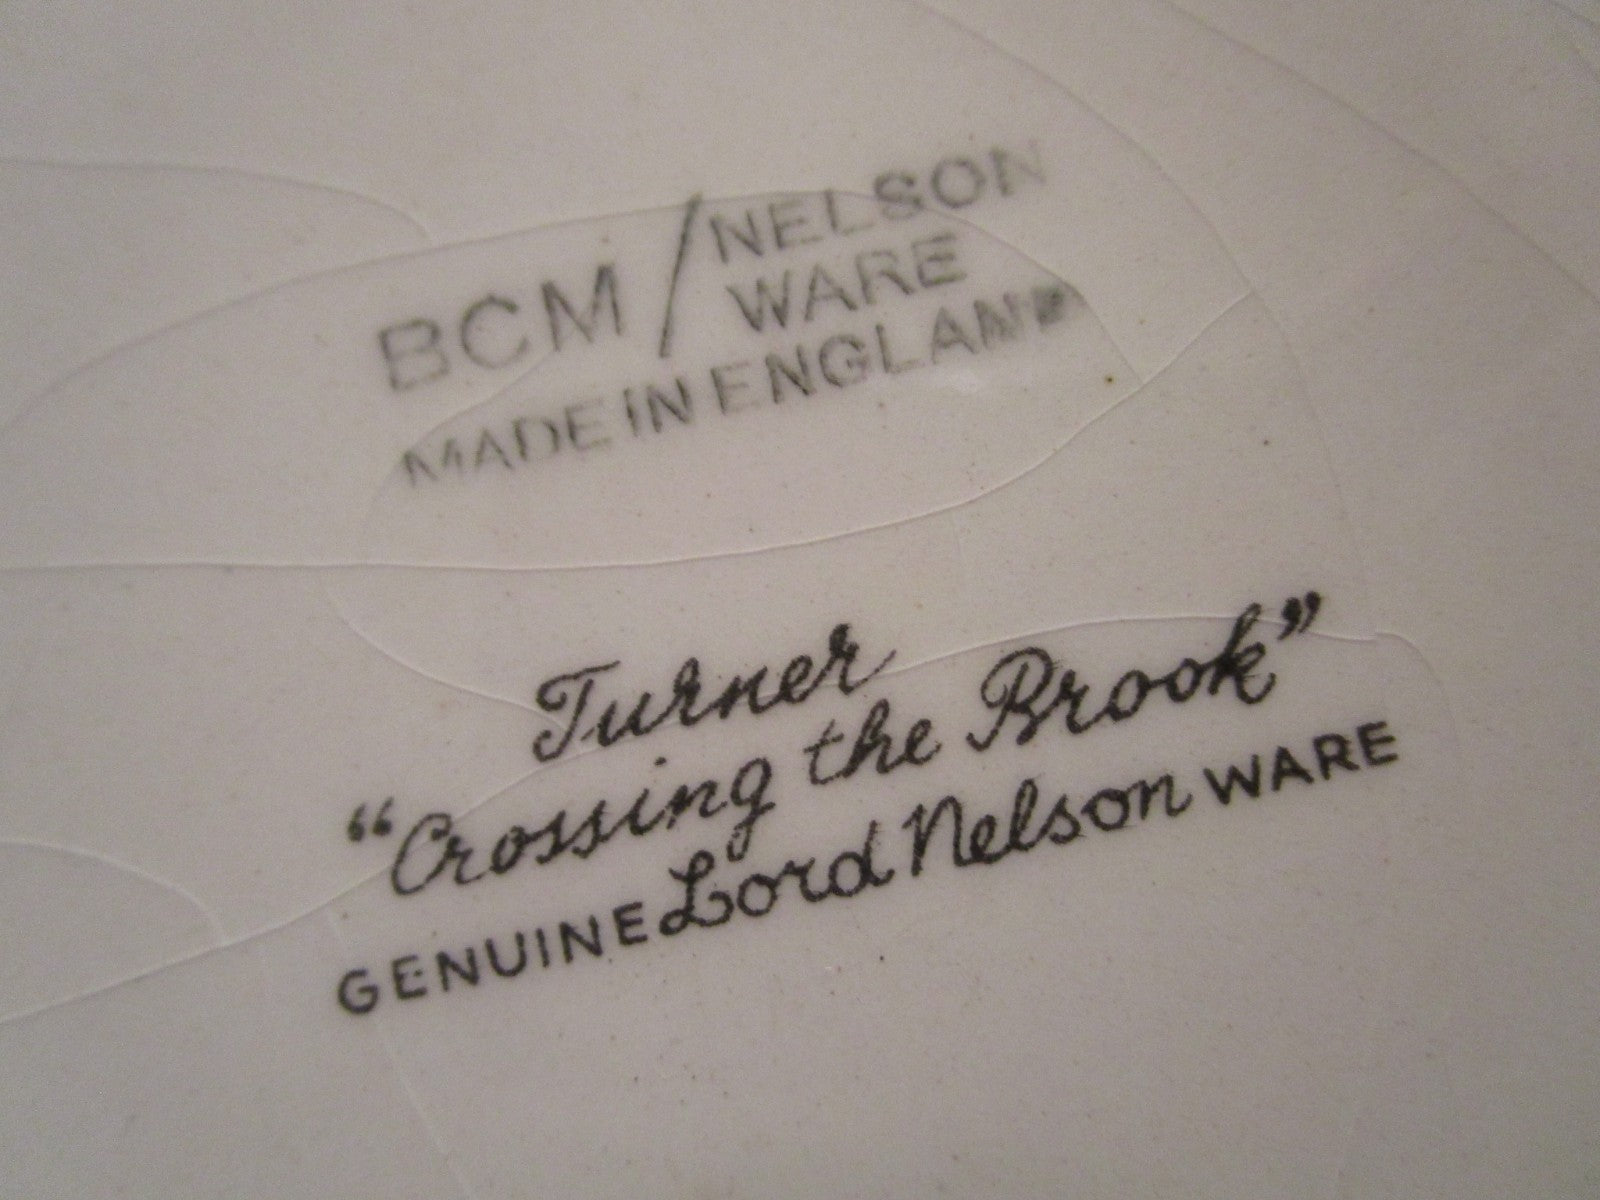 BCM/NELSON
WARE
MADE IN ENGLAND
Turner
“Crossing the Brook”
GENUINE Lord Nelson WARE